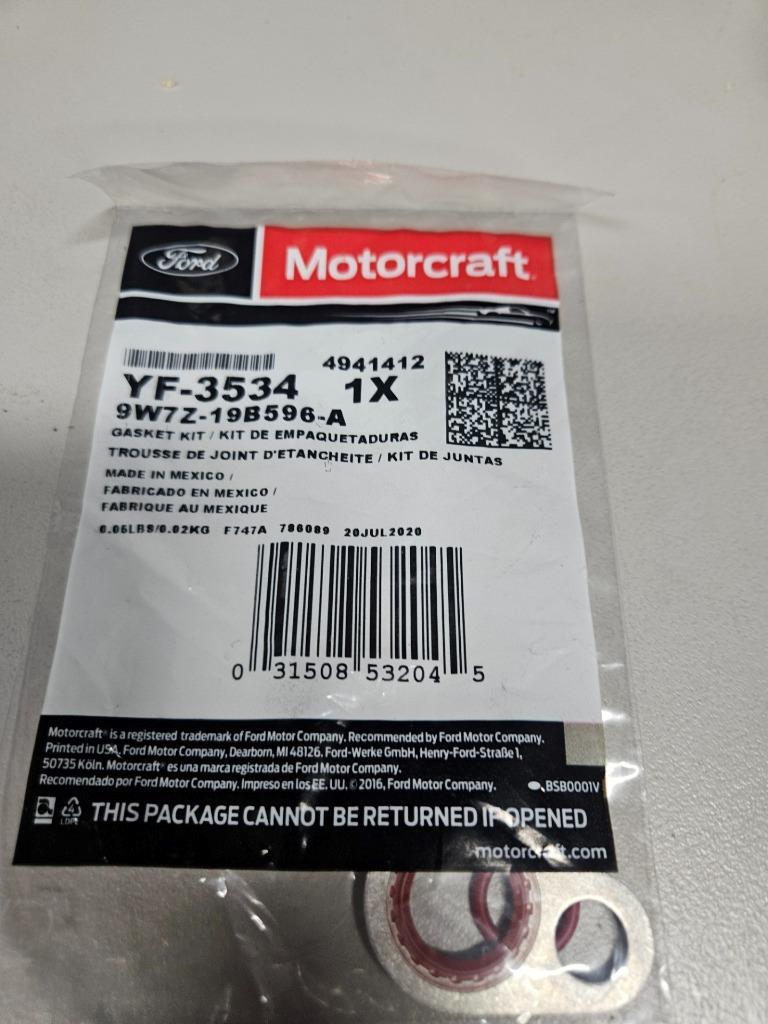 Ford Motorcraft
4941412
YF-3534 1X
9W7Z-19B596-A
GASKET KIT / KIT DE EMPAQUETADURAS
TROUSSE DE JOINT D'ETANCHEITE / KIT DE JUNTAS
MADE IN MEXICO /
FABRICADO EN MEXICO /
FABRIQUE AU MEXIQUE
0.05LBS/0.02KG F747A 786089 20JUL2020
0 31508 53204 5
Motorcraft® is a registered trademark of Ford Motor Company. Recommended by Ford Motor Company.
Printed in USA, Ford Motor Company, Dearborn, MI 48126. Ford-Werke GmbH, Henry-Ford-Straße 1,
50735 Köln. Motorcraft® es una marca registrada de Ford Motor Company.
Recomendado por Ford Motor Company. Impreso en los EE. UU. © 2016, Ford Motor Company. BSB0001V
4
LDPE
THIS PACKAGE CANNOT BE RETURNED IF OPENED
motorcraft.com